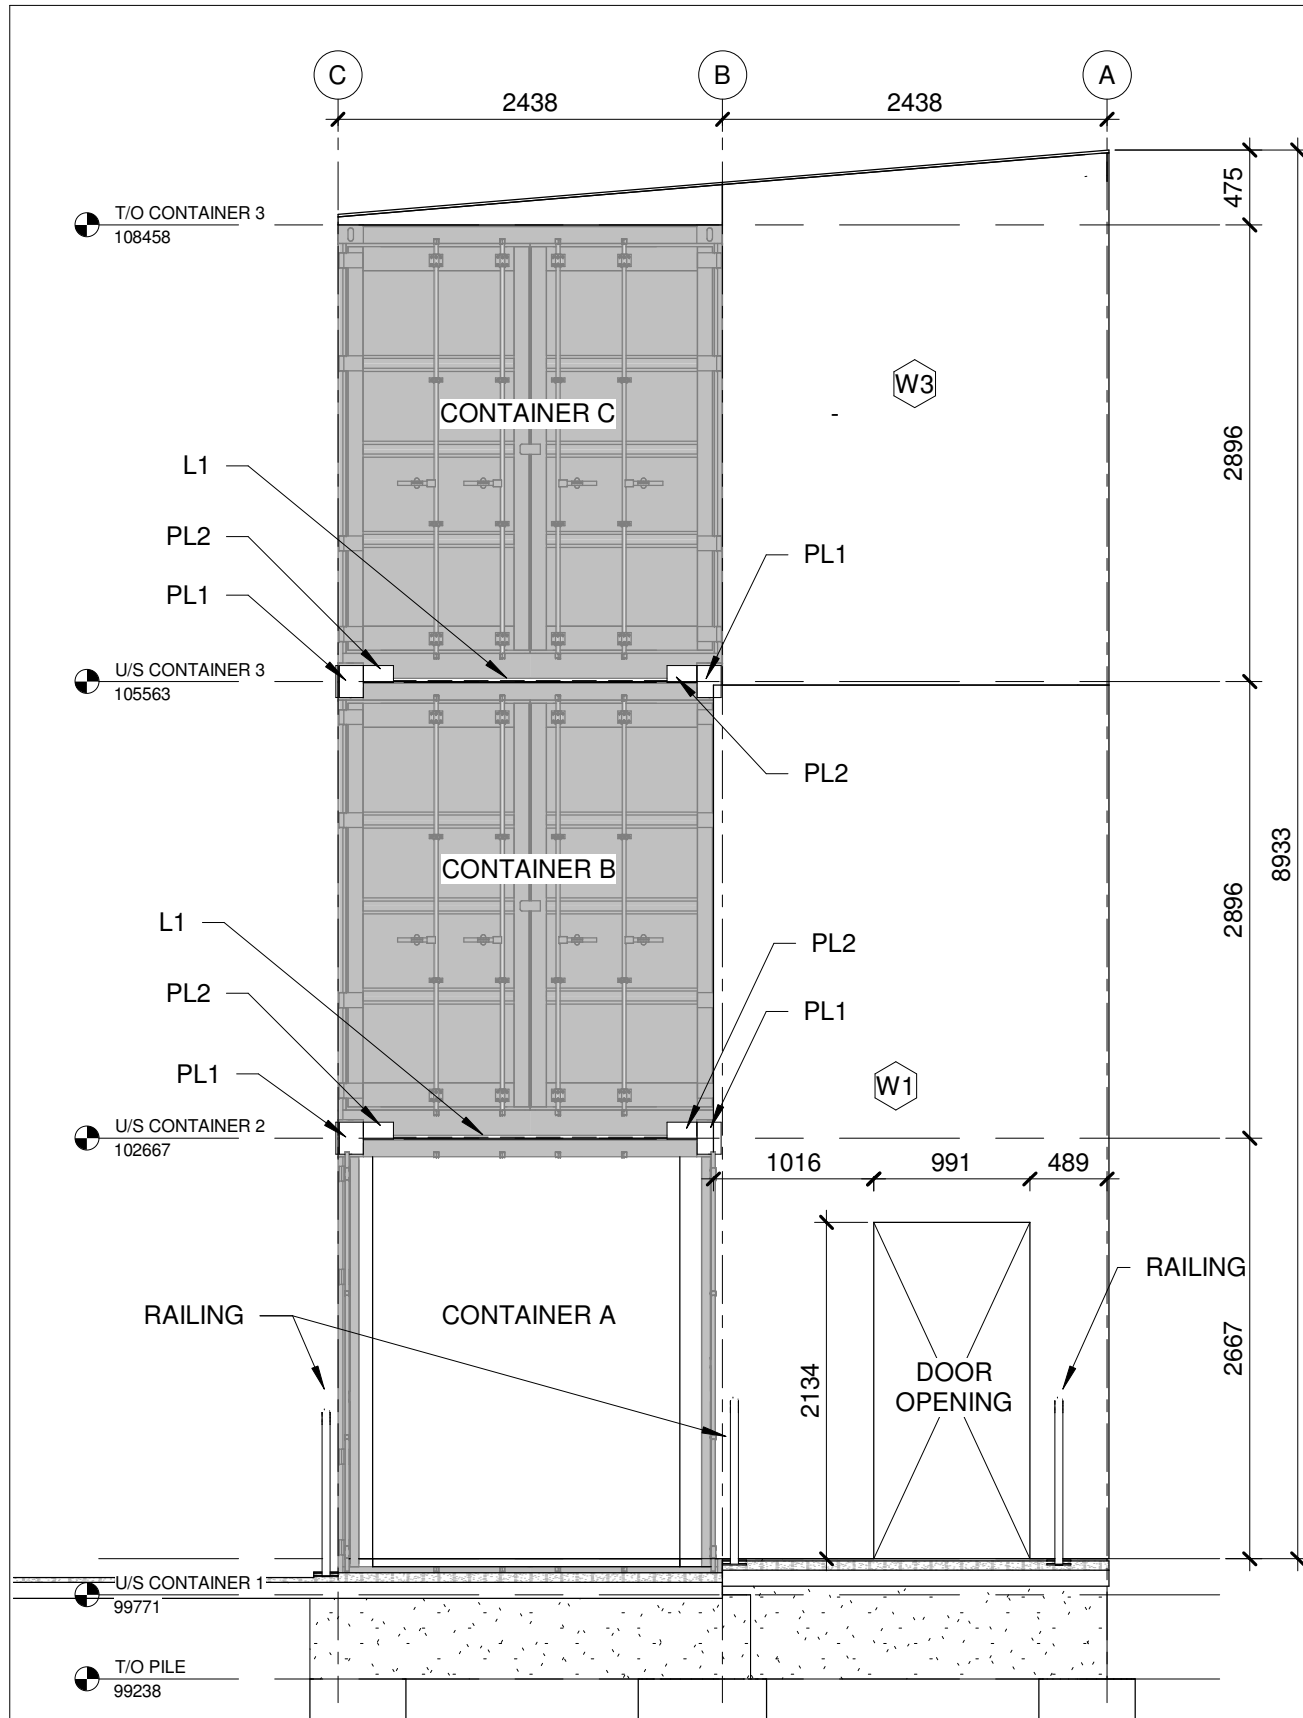 C
B
A
2438
2438
475
T/O CONTAINER 3
108458
W3
CONTAINER C
2896
L1
PL2
PL1
PL1
U/S CONTAINER 3
105563
PL2
8933
CONTAINER B
2896
L1
PL2
PL2
PL1
PL1
W1
U/S CONTAINER 2
102667
1016
991
489
RAILING
RAILING
CONTAINER A
2667
2134
DOOR
OPENING
U/S CONTAINER 1
99771
T/O PILE
99238